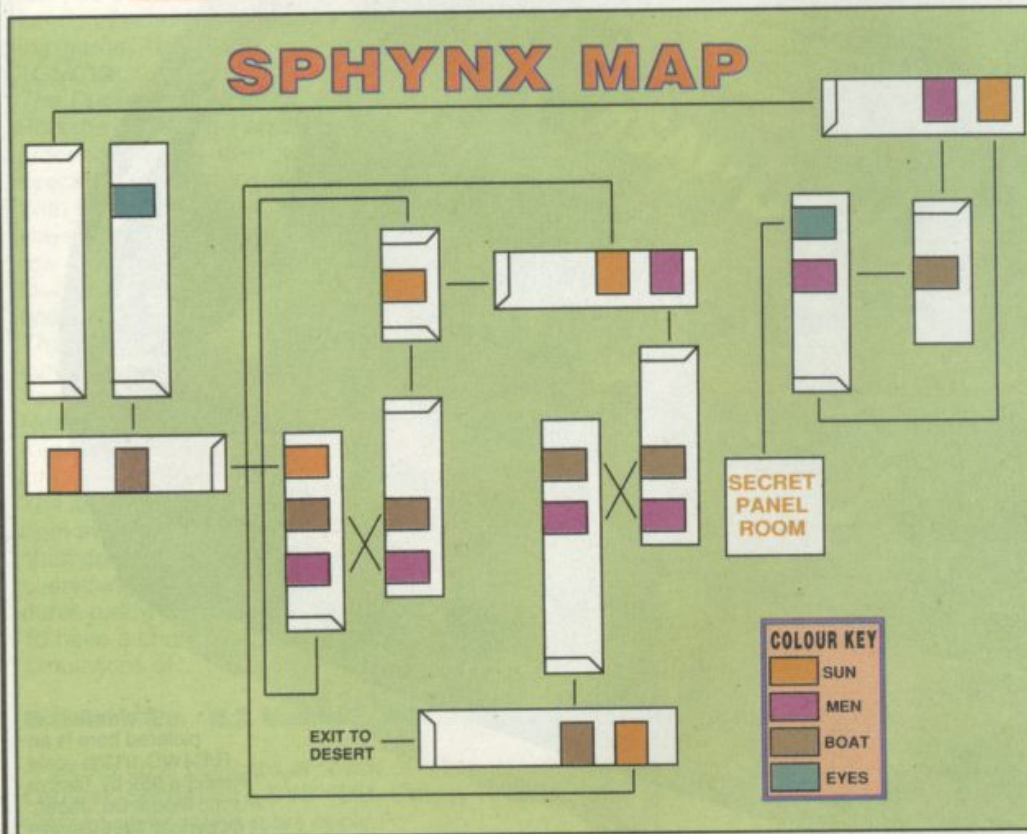 SPHYNX MAP
SECRET
PANEL
ROOM
COLOUR KEY
SUN
MEN
BOAT
EYES
EXIT TO
DESERT